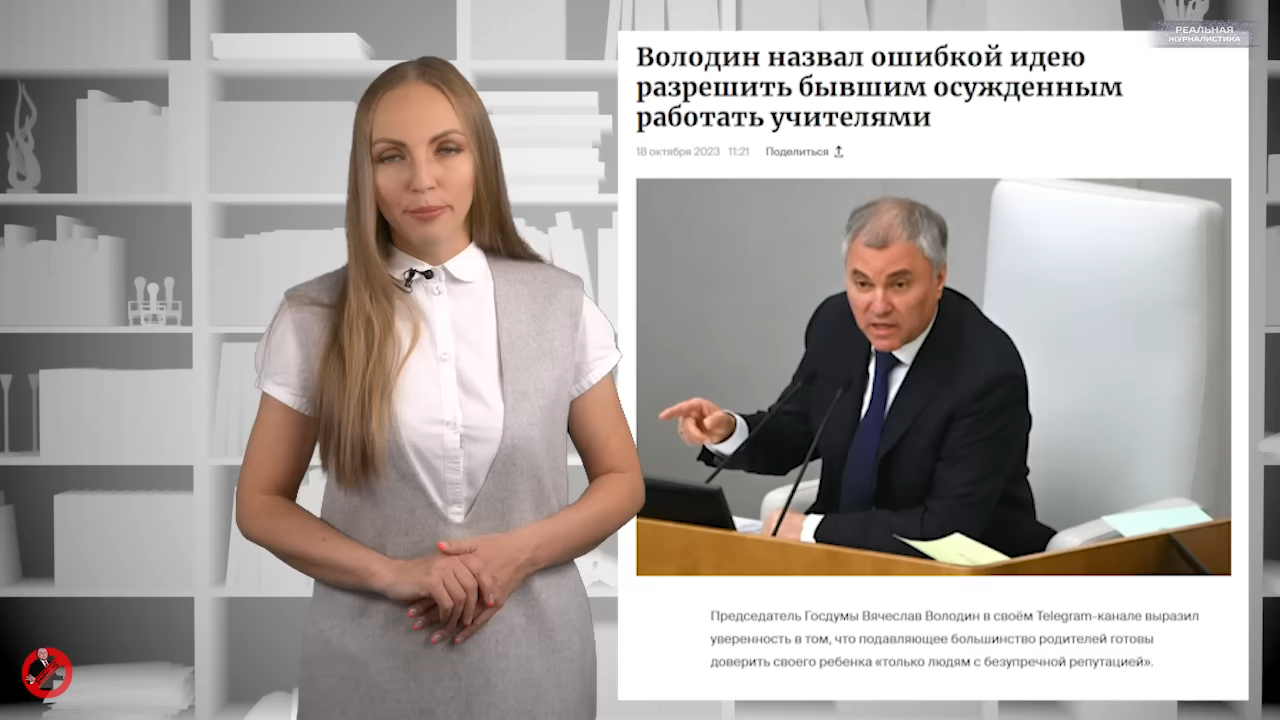 РЕАЛЬНАЯ
ЖУРНАЛИСТИКА
Володин назвал ошибкой идею
разрешить бывшим осужденным
работать учителями
18 октября 2023 11:21 Поделиться
Председатель Госдумы Вячеслав Володин в своём Telegram-канале выразил
уверенность в том, что подавляющее большинство родителей готовы
доверить своего ребенка «только людям с безупречной репутацией».